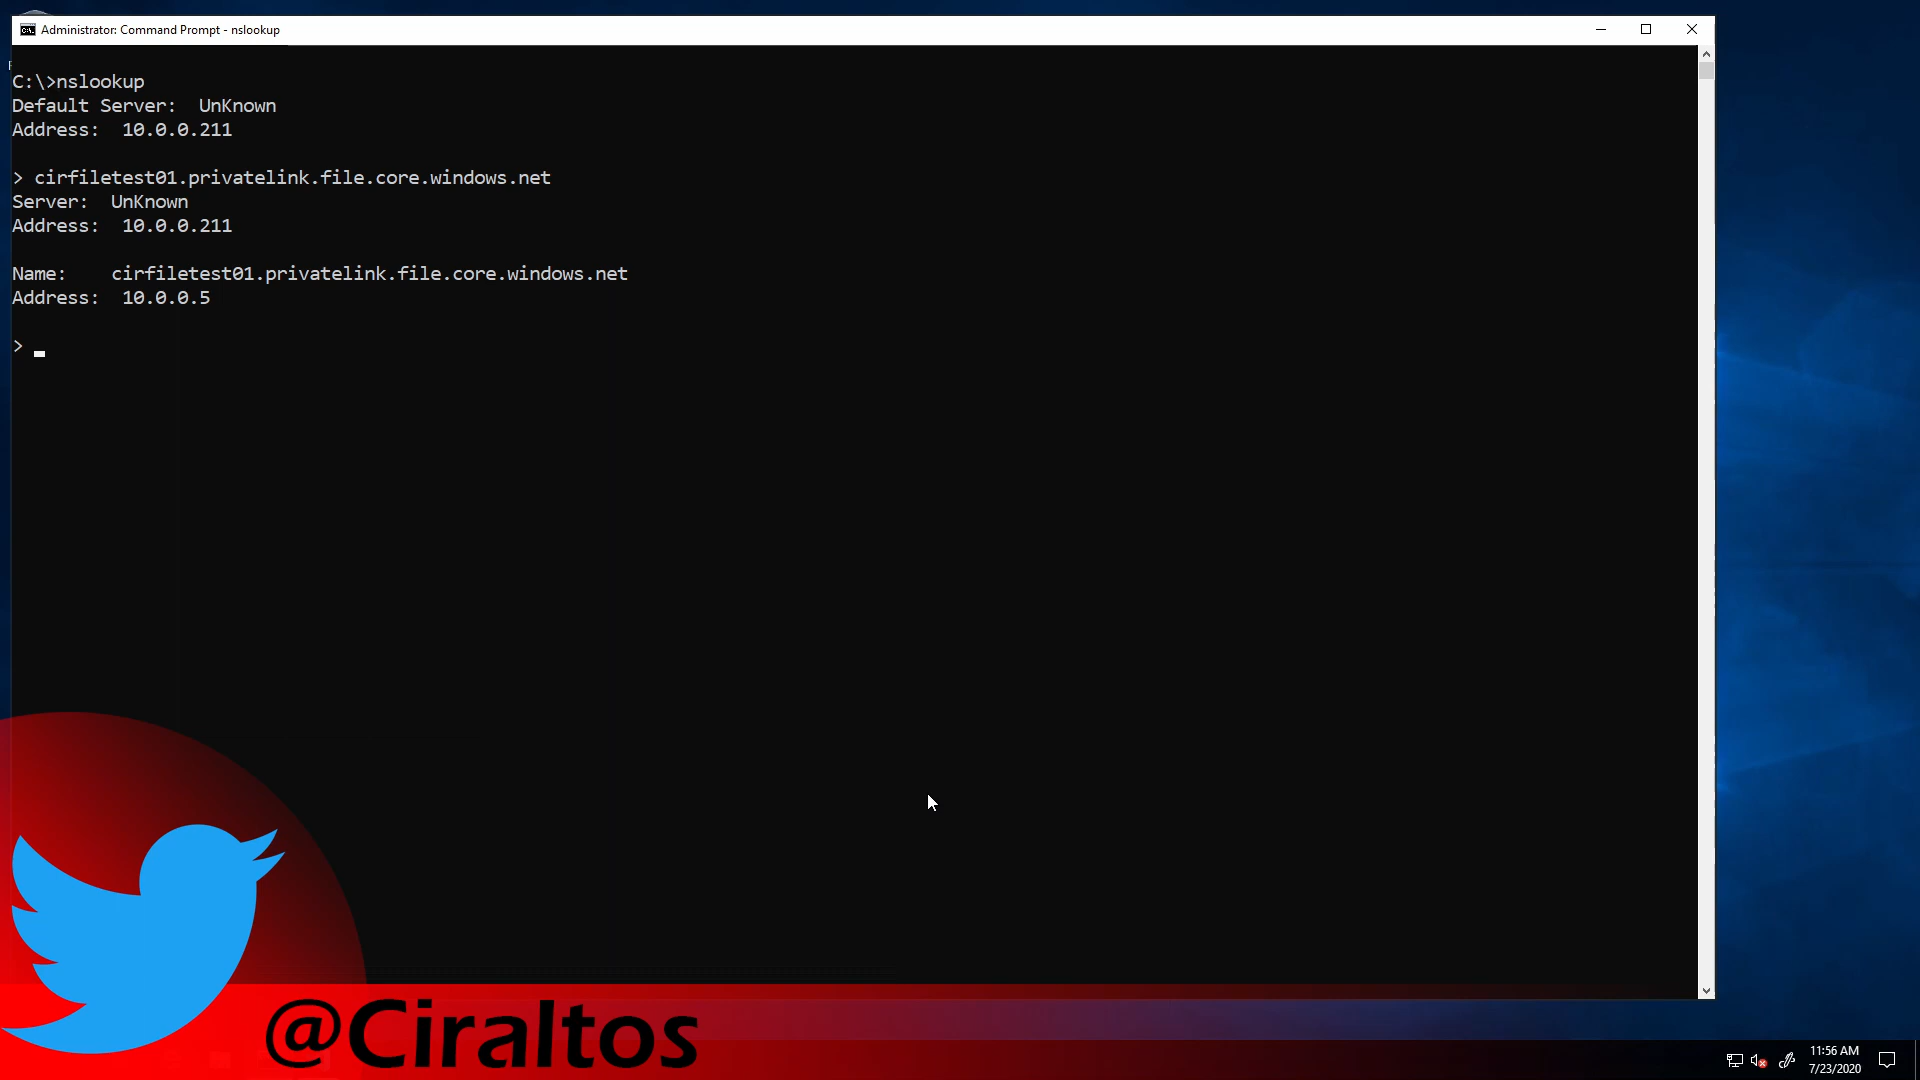 Administrator: Command Prompt - nslookup
C:\>nslookup
Default Server:  UnKnown
Address:  10.0.0.211
> cirfiletest01.privatelink.file.core.windows.net
Server:  UnKnown
Address:  10.0.0.211
Name:    cirfiletest01.privatelink.file.core.windows.net
Address:  10.0.0.5
>
@Ciraltos
11:56 AM
7/23/2020